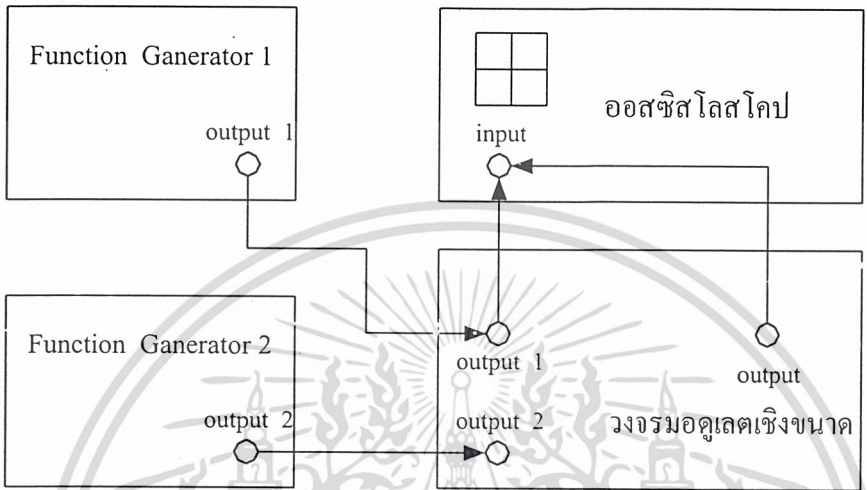 Function Ganerator 1
output 1
ออสซิสโลสโคป
input
Function Ganerator 2
output 2
output 1
output
output 2
วงจรมอดูเลตเชิงขนาด